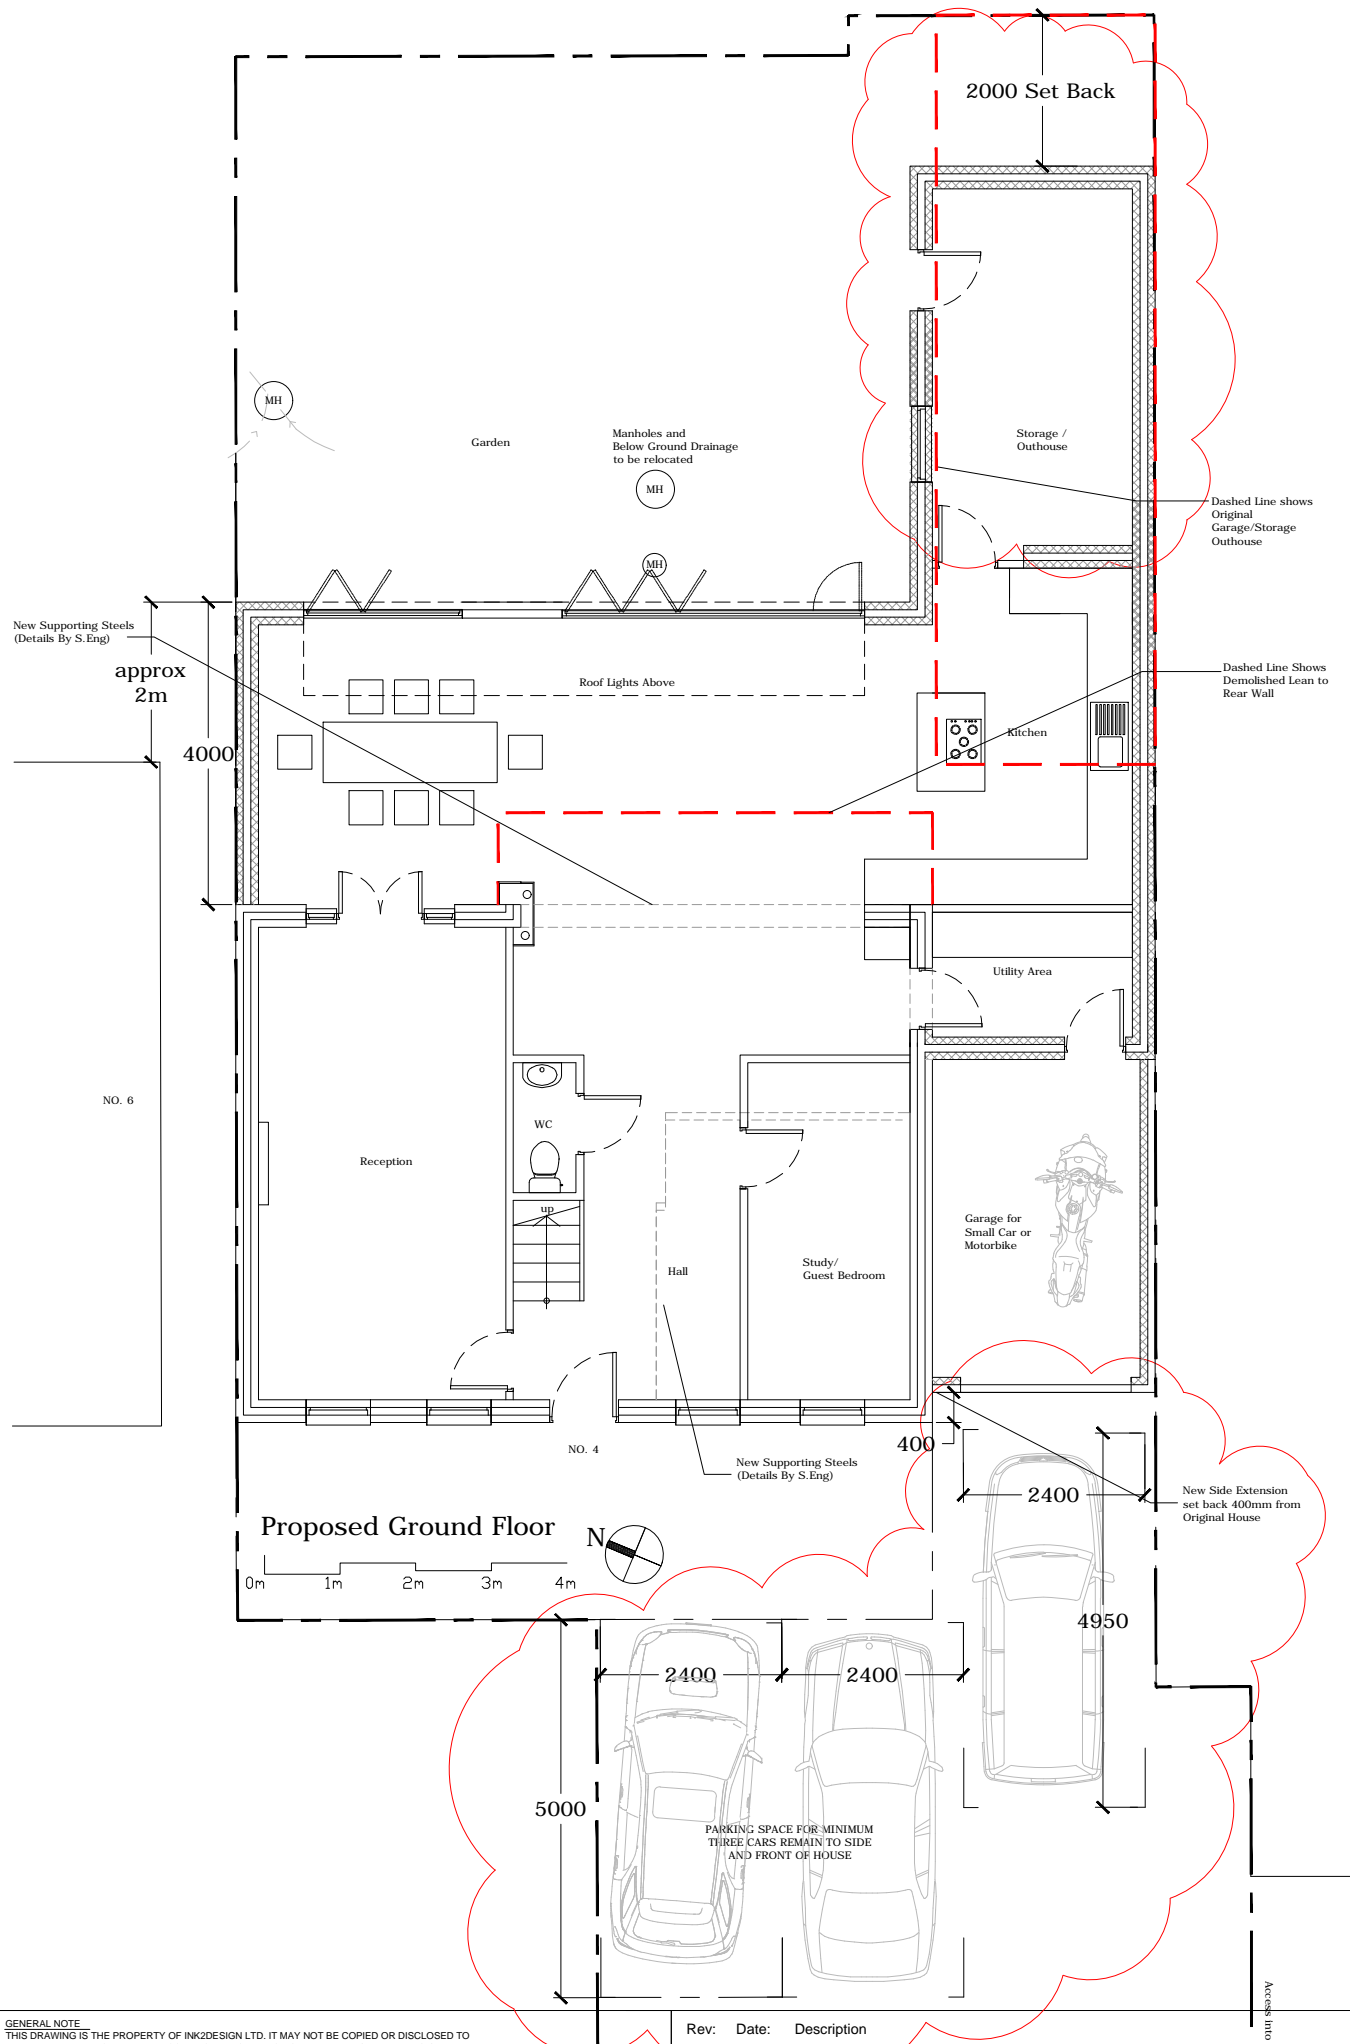 2000 Set Back
MH
Garden
Manholes and
Below Ground Drainage
to be relocated
MH
MH
Storage /
Outhouse
Dashed Line shows
Original
Garage/Storage
Outhouse
New Supporting Steels
(Details By S.Eng)
approx
2m
4000
Roof Lights Above
Kitchen
Dashed Line Shows
Demolished Lean to
Rear Wall
Utility Area
NO. 6
WC
Reception
up
Hall
Study/
Guest Bedroom
Garage for
Small Car or
Motorbike
NO. 4
400
New Supporting Steels
(Details By S.Eng)
2400
New Side Extension
set back 400mm from
Original House
Proposed Ground Floor
N
0m
1m
2m
3m
4m
4950
2400
2400
5000
PARKING SPACE FOR MINIMUM
THREE CARS REMAIN TO SIDE
AND FRONT OF HOUSE
Access into
GENERAL NOTE
THIS DRAWING IS THE PROPERTY OF INK2DESIGN LTD. IT MAY NOT BE COPIED OR DISCLOSED TO
Rev: Date: Description